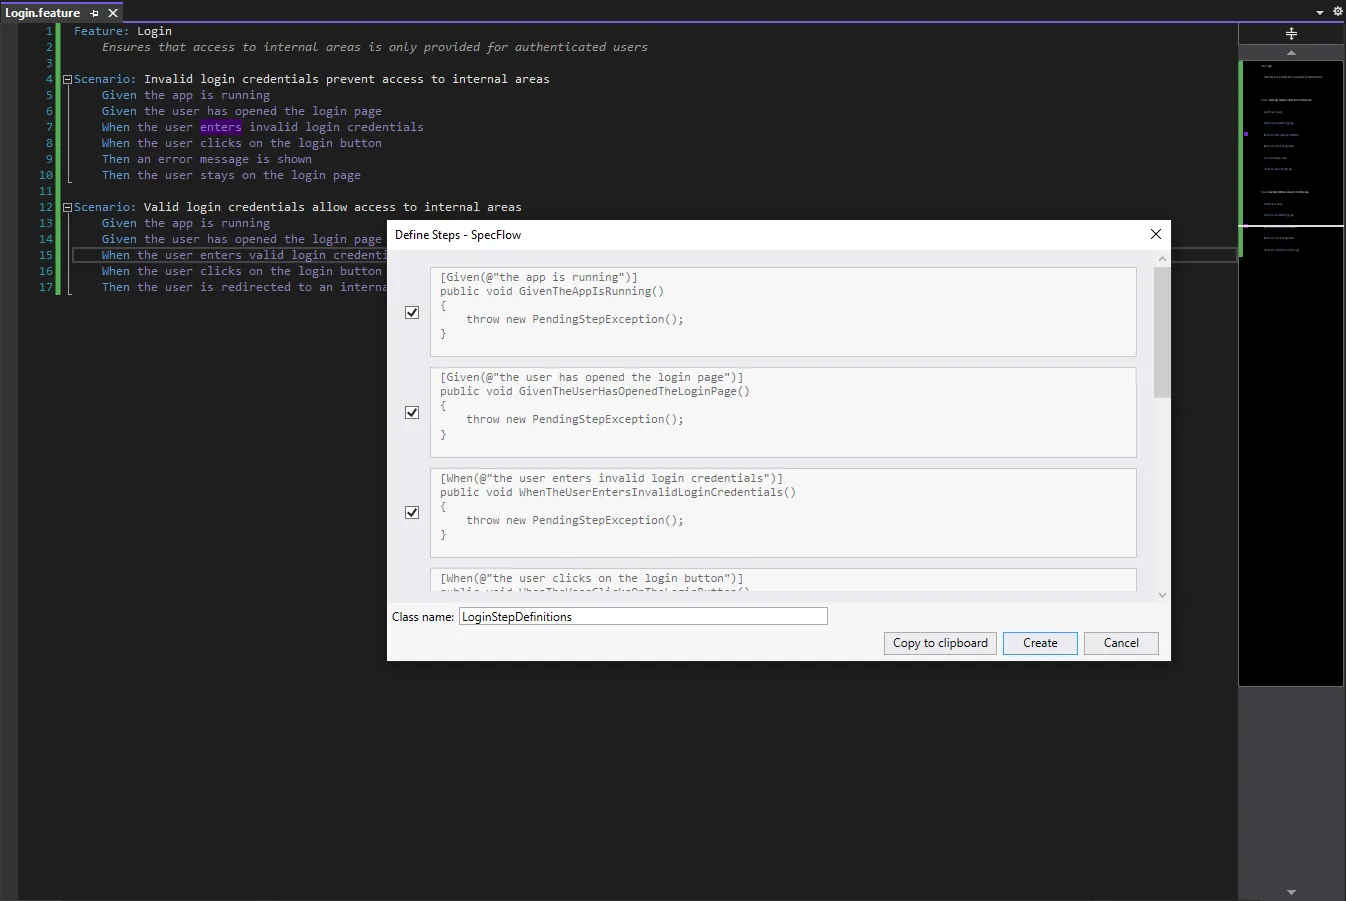 Login.feature
1 Feature: Login
2 Ensures that access to internal areas is only provided for authenticated users
3
4 Scenario: Invalid login credentials prevent access to internal areas
5 Given the app is running
6 Given the user has opened the login page
7 When the user enters invalid login credentials
8 When the user clicks on the login button
9 Then an error message is shown
10 Then the user stays on the login page
11
12 Scenario: Valid login credentials allow access to internal areas
13 Given the app is running
14 Given the user has opened the login page
15 When the user enters valid login credenti
16 When the user clicks on the login button
17 Then the user is redirected to an interna
Define Steps - SpecFlow
[Given(@"the app is running")]
public void GivenTheAppIsRunning()
{
throw new PendingStepException();
}
[Given(@"the user has opened the login page")]
public void GivenTheUserHasOpenedTheLoginPage()
{
throw new PendingStepException();
}
[When(@"the user enters invalid login credentials")]
public void WhenTheUserEntersInvalidLoginCredentials()
{
throw new PendingStepException();
}
[When(@"the user clicks on the login button")]
public void WhenTheUserClicksOnTheLoginButton()
Class name: LoginStepDefinitions
Copy to clipboard Create Cancel